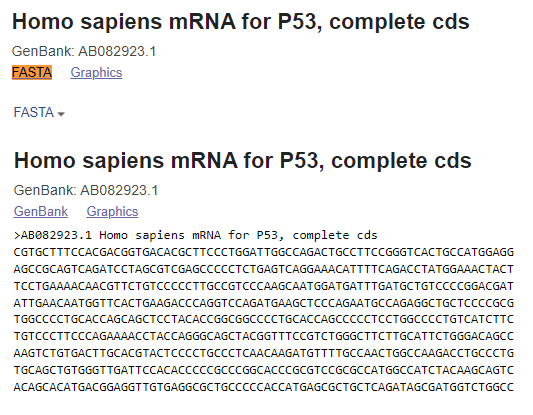 Homo sapiens mRNA for P53, complete cds
GenBank: AB082923.1
FASTA Graphics
FASTA
Homo sapiens mRNA for P53, complete cds
GenBank: AB082923.1
GenBank Graphics
>AB082923.1 Homo sapiens mRNA for P53, complete cds
CGTGCTTTCCACGACGGTGACACGCTTCCCTGGATTGGCCAGACTGCCTTCCGGGTCACTGCCATGGAGG
AGCCGCAGTCAGATCCTAGCGTCGAGCCCCCTCTGAGTCAGGAAACATTTTCAGACCTATGGAAACTACT
TCCTGAAAACAACGTTCTGTCCCCCTTGCCGTCCCAAGCAATGGATGATTTGATGCTGTCCCCGGACGAT
ATTGAACAATGGTTCACTGAAGACCCAGGTCCAGATGAAGCTCCCAGAATGCCAGAGGCTGCTCCCCGCG
TGGCCCCTGCACCAGCAGCTCCTACACCGGCGGCCCCTGCACCAGCCCCCTCCTGGCCCCTGTCATCTTC
TGTCCCTTCCCAGAAAACCTACCAGGGCAGCTACGGTTTCCGTCTGGGCTTCTTGCATTCTGGGACAGCC
AAGTCTGTGACTTGCACGTACTCCCCTGCCCTCAACAAGATGTTTTGCCAACTGGCCAAGACCTGCCCTG
TGCAGCTGTGGGTTGATTCCACACCCCCGCCCGGCACCCGCGTCCGCGCCATGGCCATCTACAAGCAGTC
ACAGCACATGACGGAGGTTGTGAGGCGCTGCCCCCACCATGAGCGCTGCTCAGATAGCGATGGTCTGGCC